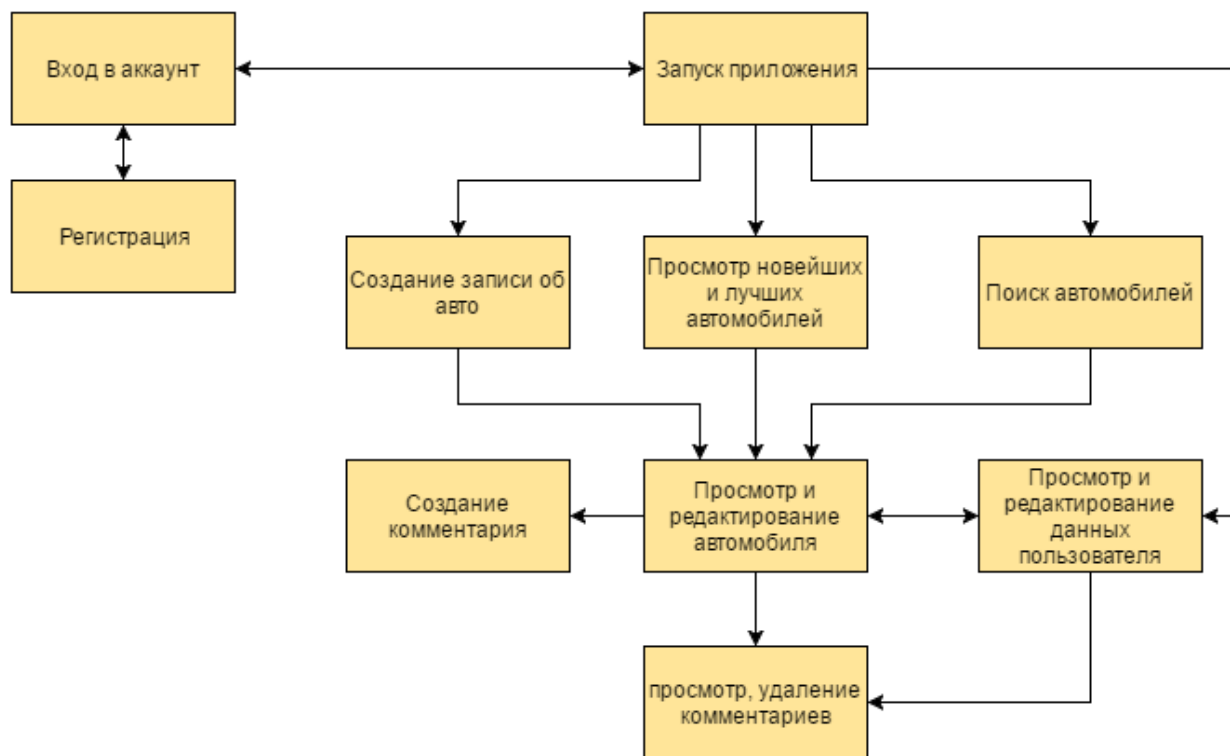 Вход в аккаунт
Запуск приложения
Регистрация
Создание записи об
авто
Просмотр новейших
и лучших
автомобилей
Поиск автомобилей
Создание
комментария
Просмотр и
редактирование
автомобиля
Просмотр и
редактирование
данных
пользователя
просмотр, удаление
комментариев